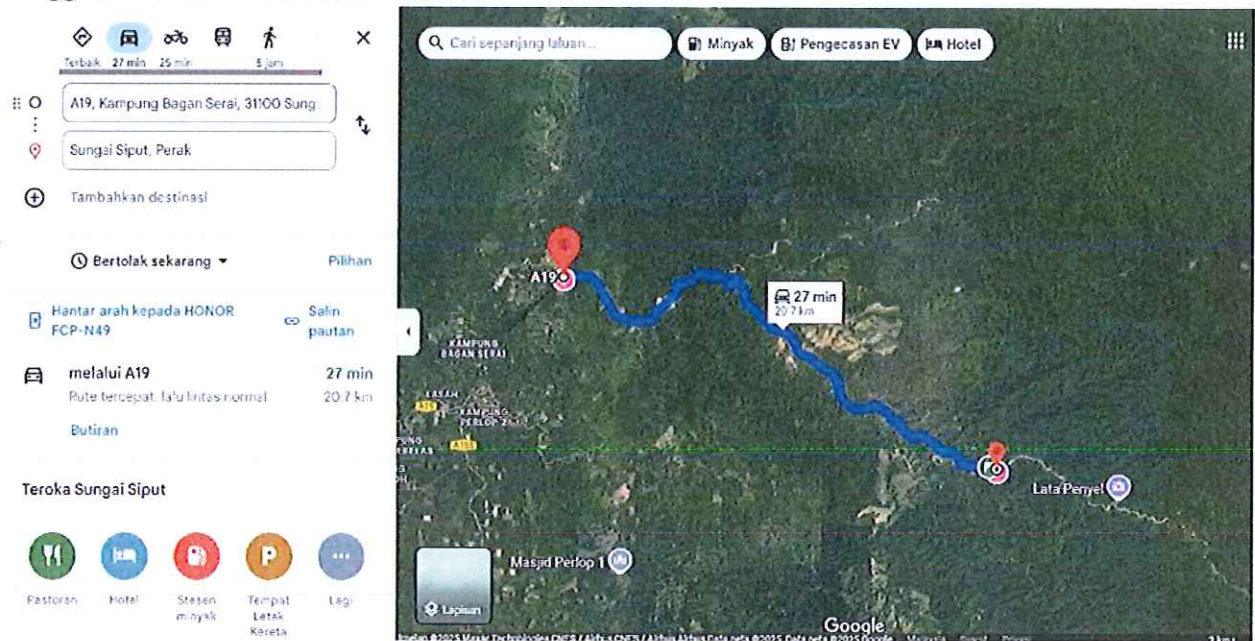 Terbaik
27 min
25 min
5 jam
A19, Kampung Bagan Serai, 31100 Sung
Sungai Siput, Perak
Tambahkan destinasi
Bertolak sekarang
Pilihan
Hantar arah kepada HONOR
FCP-N49
Salin
pautan
melalui A19
27 min
Rute tercepat, lalu lintas normal
20.7 km
Butiran
Teroka Sungai Siput
Restoran
Hotel
Stesen
minyak
Tempat
Letak
Kereta
Lagi
Cari sepanjang laluan...
Minyak
Pengecasan EV
Hotel
A19
27 min
20.7 km
KAMPUNG
BAGAN SERAI
LASAH
A15
KAMPUNG
PERLOP 2
Lata Penyel
Masjid Perlop 1
Lapisan
Google